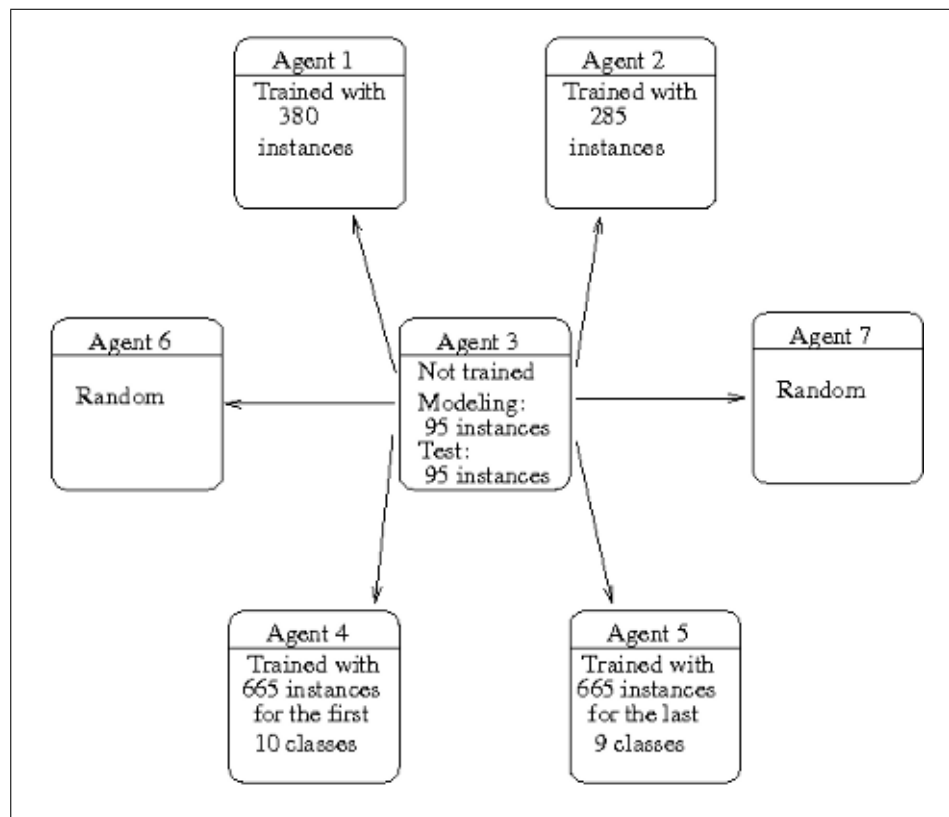 Agent 1
Trained with
380
instances
Agent 2
Trained with
285
instances
Agent 6
Random
Agent 3
Not trained
Modeling:
95 instances
Test:
95 instances
Agent 7
Random
Agent 4
Trained with
665 instances
for the first
10 classes
Agent 5
Trained with
665 instances
for the last
9 classes